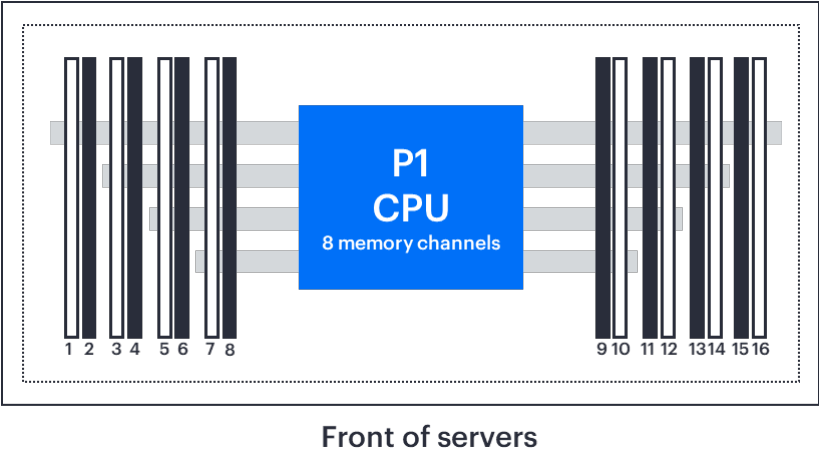 P1
CPU
8 memory channels
1 2 3 4 5 6 7 8 9 10 11 12 13 14 15 16
Front of servers